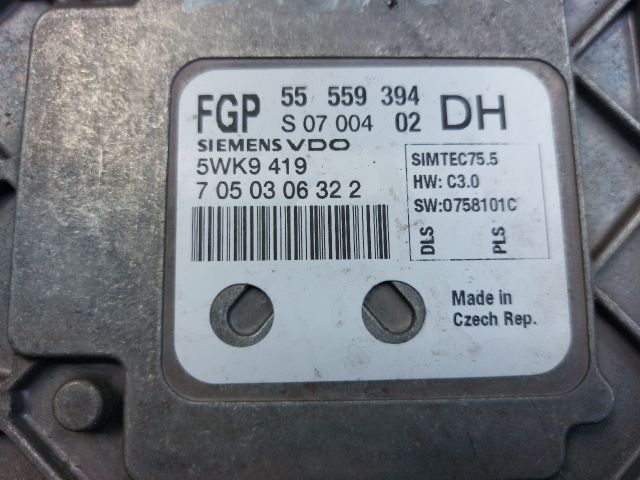 FGP 55 559 394 DH
S 07 004 02
SIEMENS VDO
5WK9 419
7 05 03 06 32 2
SIMTEC75.5
HW: C3.0
SW:0758101C
DLS PLS
Made in
Czech Rep.